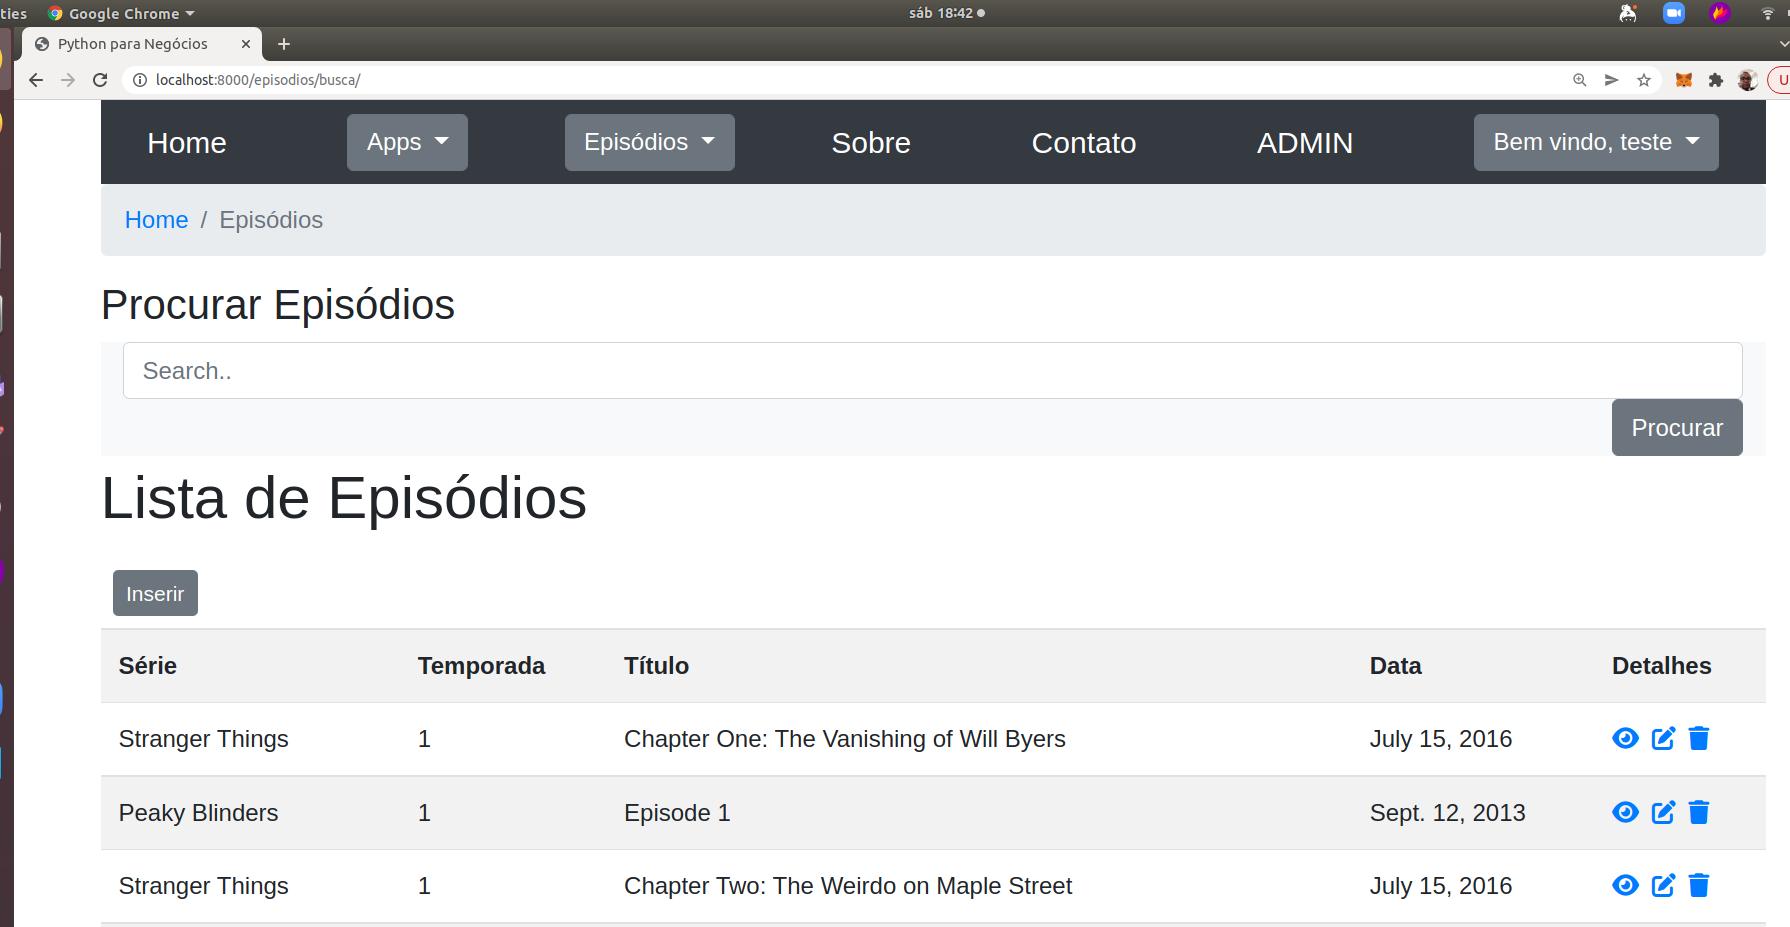 ties Google Chrome sáb 18:42
Python para Negócios
localhost:8000/episodios/busca/ U
Home Apps Episódios Sobre Contato ADMIN Bem vindo, teste
Home / Episódios
Procurar Episódios
Search..
Procurar
Lista de Episódios
Inserir
Série Temporada Título Data Detalhes
Stranger Things 1 Chapter One: The Vanishing of Will Byers July 15, 2016
Peaky Blinders 1 Episode 1 Sept. 12, 2013
Stranger Things 1 Chapter Two: The Weirdo on Maple Street July 15, 2016